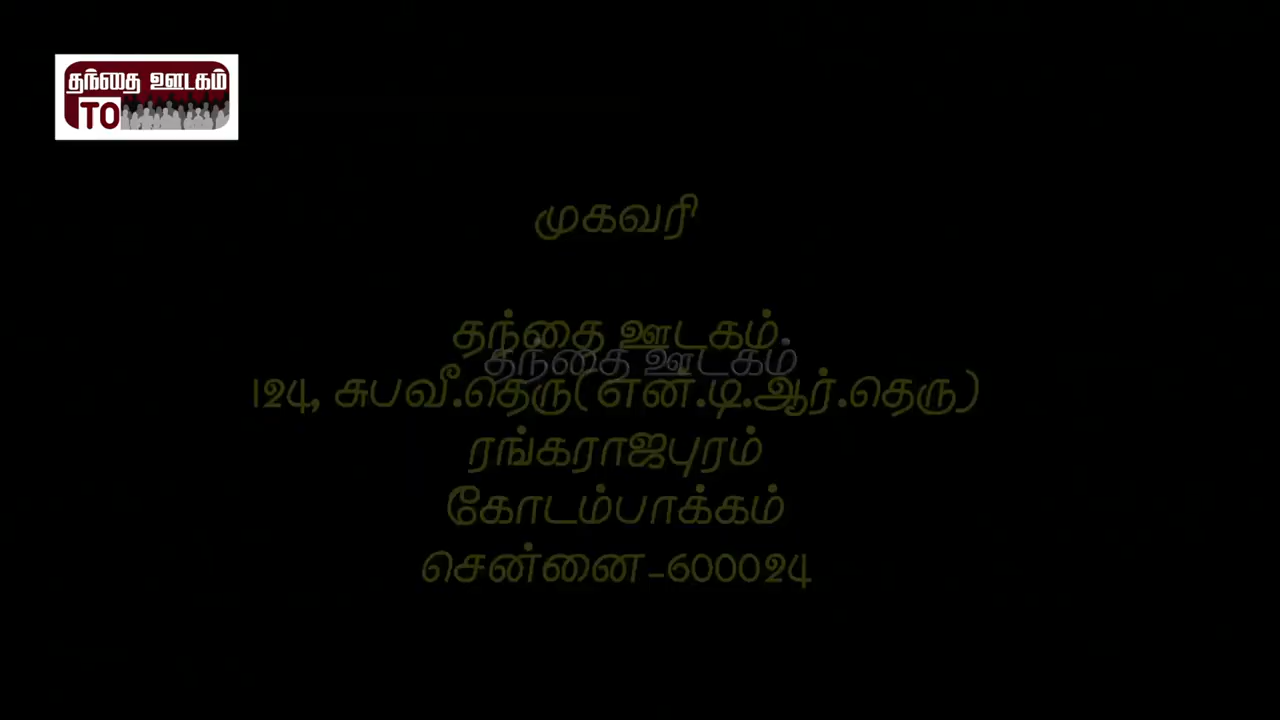 தந்தை ஊடகம்
TO
முகவரி
தந்தை ஊடகம்
தந்தை ஊடகம்
124, சுபவீ.தெரு(என்.டி.ஆர்.தெரு)
ரங்கராஜபுரம்
கோடம்பாக்கம்
சென்னை-600024